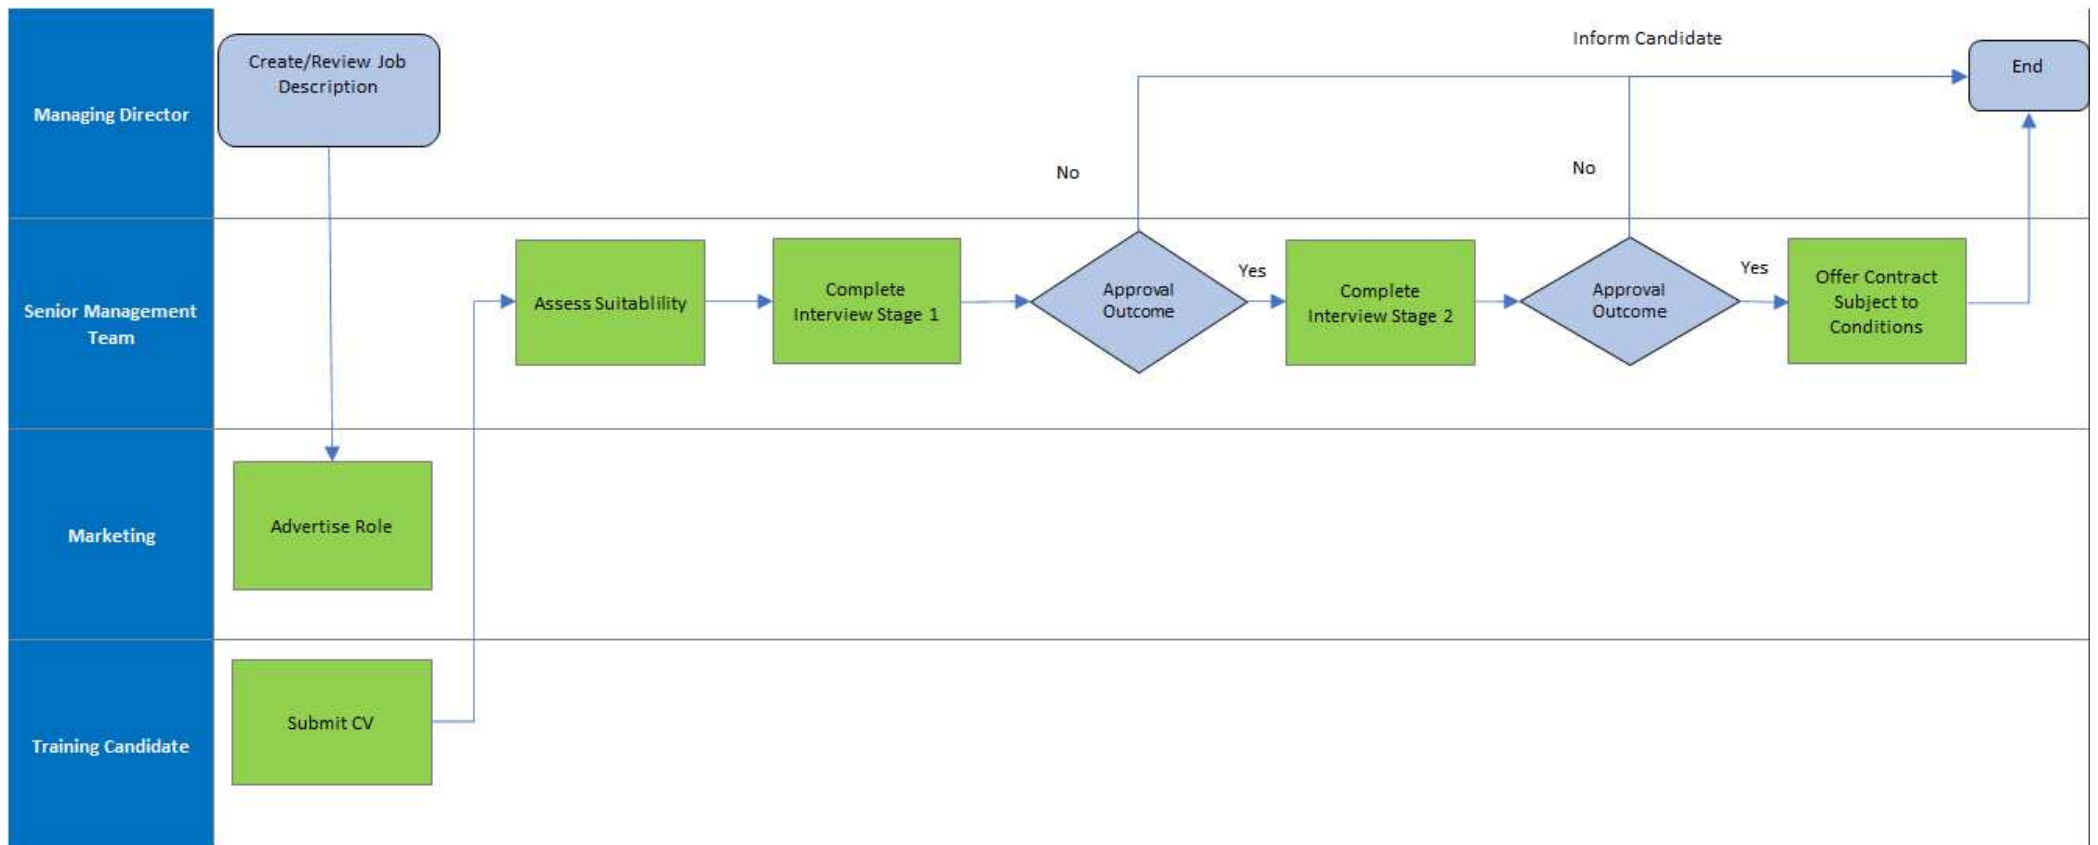 Managing Director
Create/Review Job
Description
Inform Candidate
End
No
No
Senior Management
Team
Assess Suitablility
Complete
Interview Stage 1
Approval
Outcome
Yes
Complete
Interview Stage 2
Approval
Outcome
Yes
Offer Contract
Subject to
Conditions
Marketing
Advertise Role
Training Candidate
Submit CV